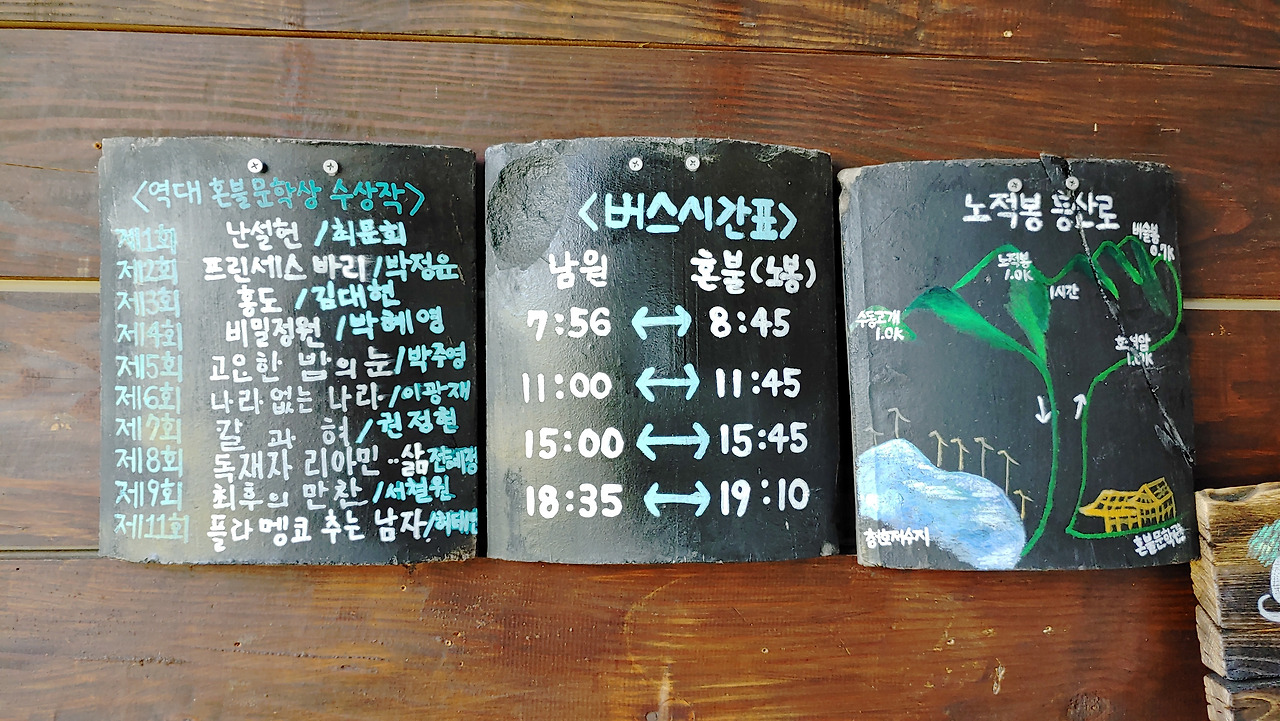 <역대 혼불문학상 수상작>
제1회 난설헌 /최문희
제2회 프린세스 바리/박정윤
제3회 홍도 /김대현
제4회 비밀정원 /박혜영
제5회 고요한 밤의 눈/박주영
제6회 나라 없는 나라/이광재
제7회 칼과 혀/권정현
제8회 독재자 리아민··삶 전혜정
제9회 최후의 만찬/서철원
제11회 플라멩코 추는 남자/허태연
<버스시간표>
남원 혼불(노봉)
7:56 ↔ 8:45
11:00 ↔ 11:45
15:00 ↔ 15:45
18:35 ↔ 19:10
노적봉 등산로
노적봉
1.0K
1시간
수동고개
1.0K
혼불문학관